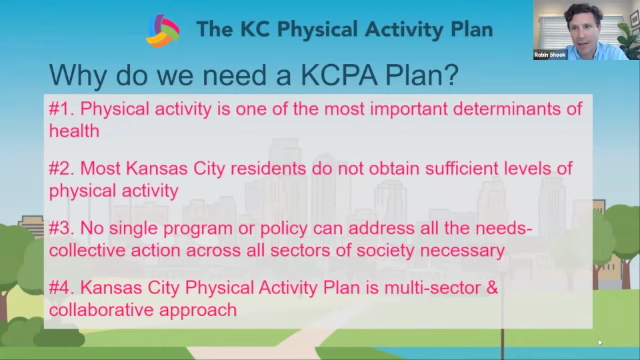 The KC Physical Activity Plan
Robin Shook
Why do we need a KCPA Plan?
#1. Physical activity is one of the most important determinants of
health
#2. Most Kansas City residents do not obtain sufficient levels of
physical activity
#3. No single program or policy can address all the needs-
collective action across all sectors of society necessary
#4. Kansas City Physical Activity Plan is multi-sector &
collaborative approach